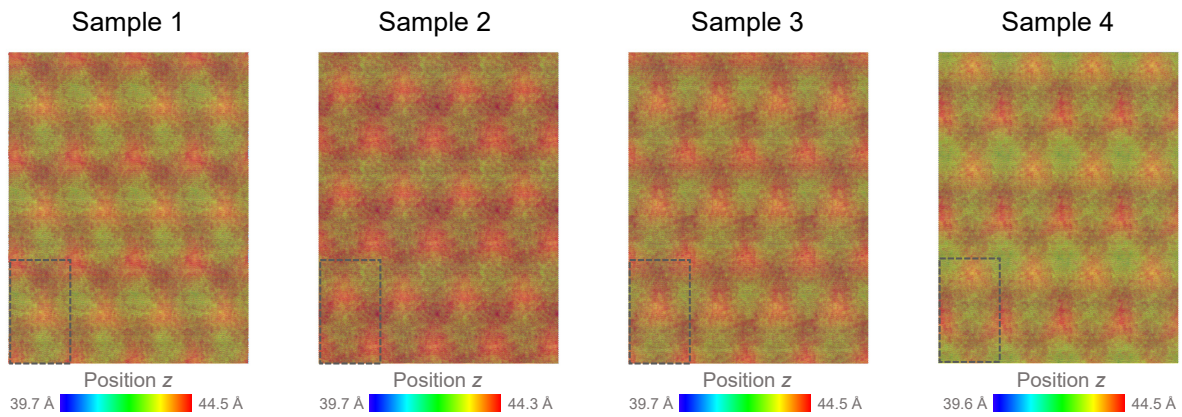 Sample 1 Sample 2 Sample 3 Sample 4
Position z Position z Position z Position z
39.7 Å 44.5 Å 39.7 Å 44.3 Å 39.7 Å 44.5 Å 39.6 Å 44.5 Å